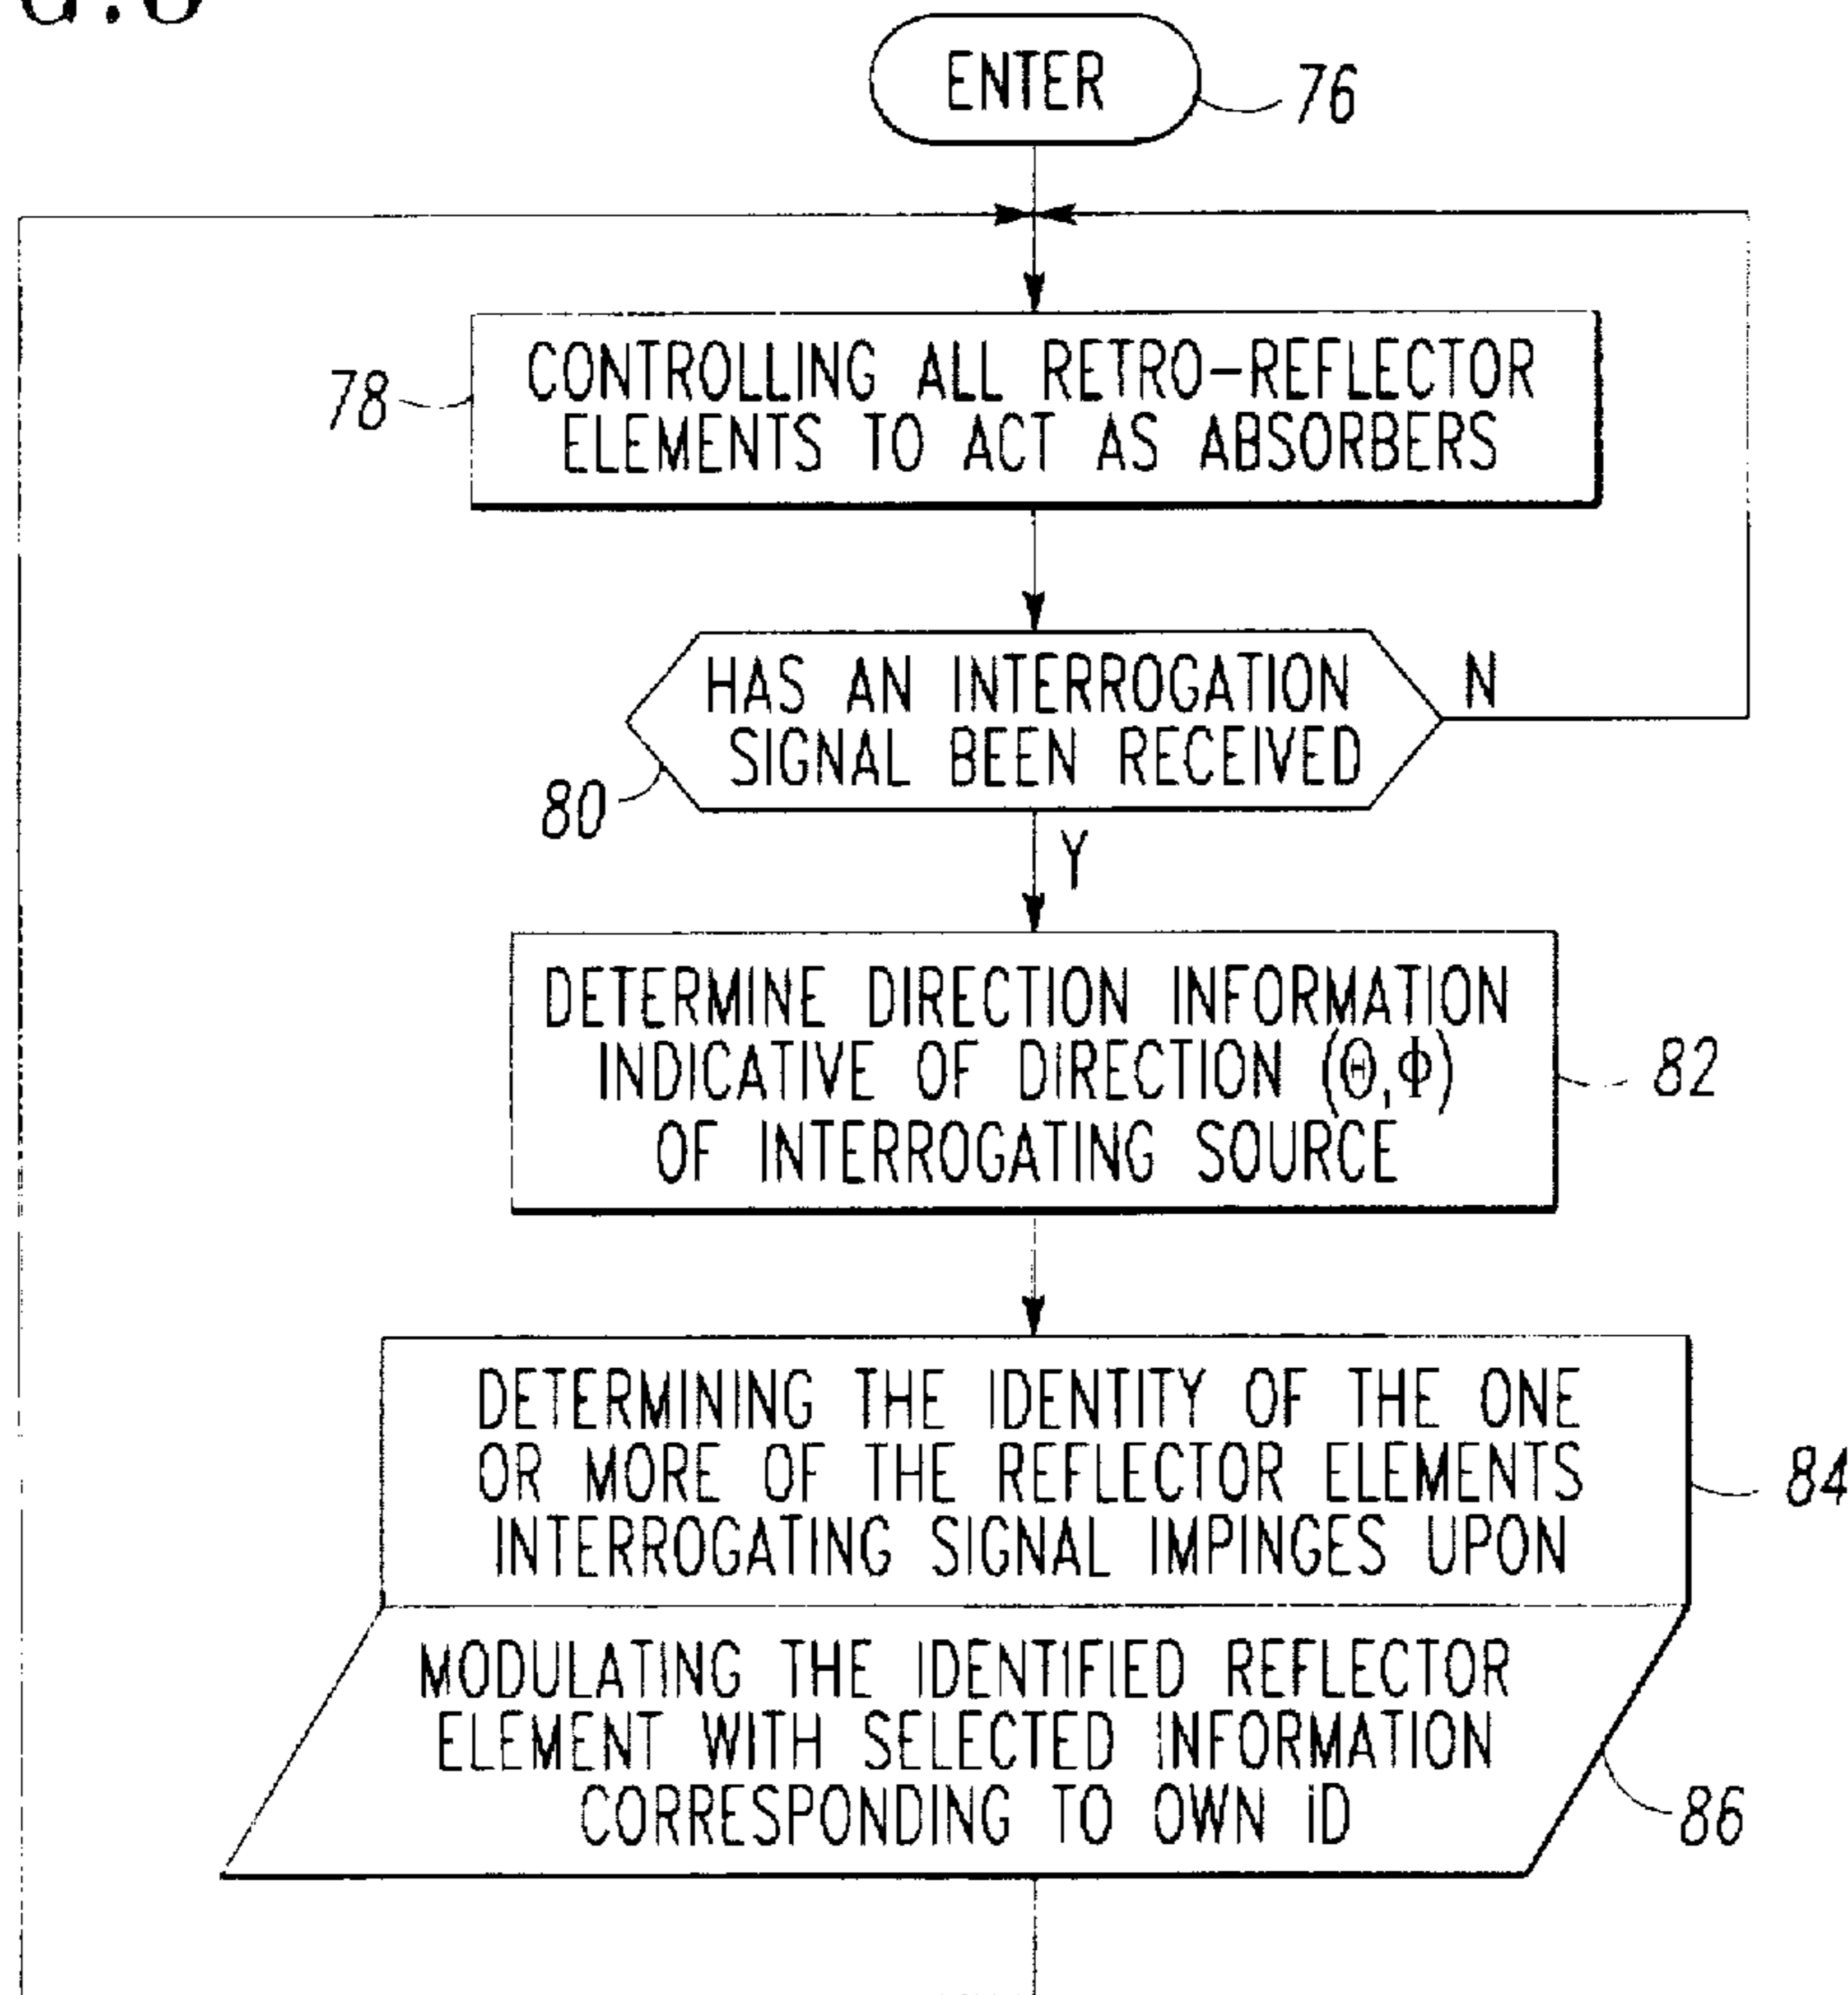 ENTER
76
78
CONTROLLING ALL RETRO-REFLECTOR
ELEMENTS TO ACT AS ABSORBERS
HAS AN INTERROGATION
SIGNAL BEEN RECEIVED
N
80
Y
DETERMINE DIRECTION INFORMATION
INDICATIVE OF DIRECTION (Θ,Φ)
OF INTERROGATING SOURCE
82
DETERMINING THE IDENTITY OF THE ONE
OR MORE OF THE REFLECTOR ELEMENTS
INTERROGATING SIGNAL IMPINGES UPON
84
MODULATING THE IDENTIFIED REFLECTOR
ELEMENT WITH SELECTED INFORMATION
CORRESPONDING TO OWN iD
86